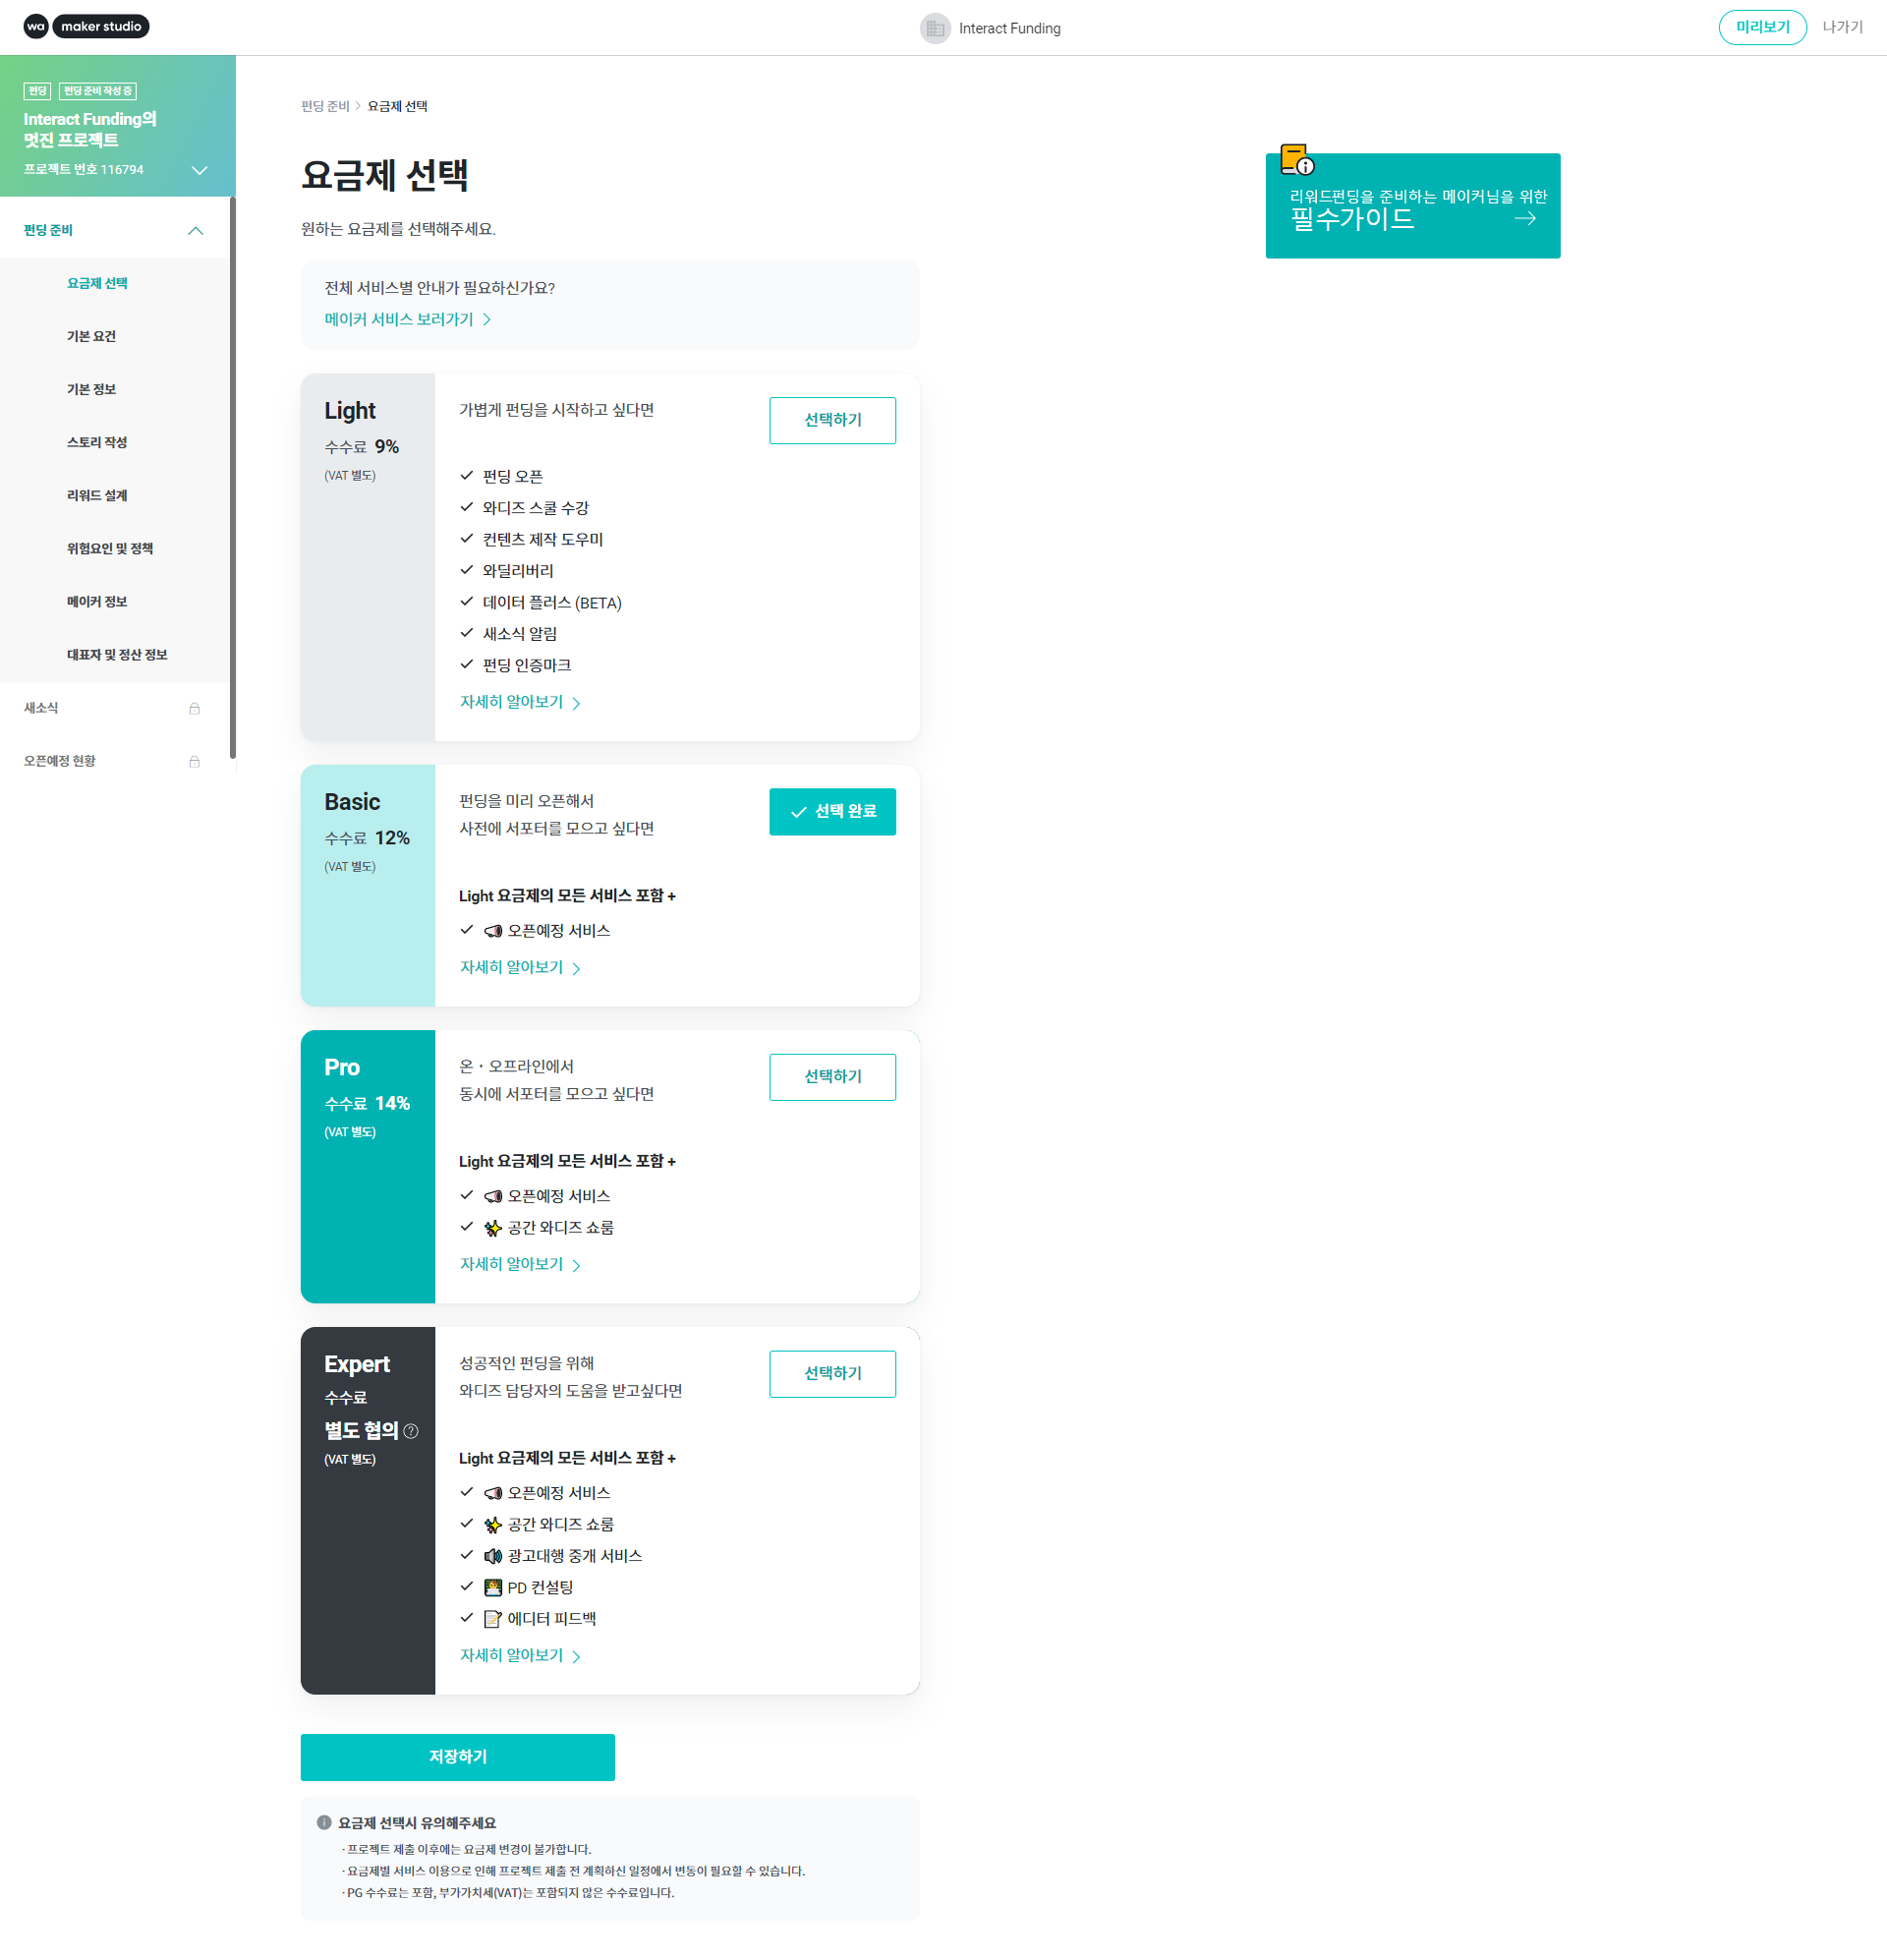 wa maker studio
Interact Funding
미리보기
나가기
펀딩
펀딩 준비 작성 중
Interact Funding의
멋진 프로젝트
프로젝트 번호 116794
펀딩 준비
요금제 선택
기본 요건
기본 정보
스토리 작성
리워드 설계
위험요인 및 정책
메이커 정보
대표자 및 정산 정보
새소식
오픈예정 현황
펀딩 준비 > 요금제 선택
요금제 선택
원하는 요금제를 선택해주세요.
전체 서비스별 안내가 필요하신가요?
메이커 서비스 보러가기
리워드펀딩을 준비하는 메이커님을 위한
필수가이드
Light
수수료 9%
(VAT 별도)
가볍게 펀딩을 시작하고 싶다면
선택하기
펀딩 오픈
와디즈 스쿨 수강
컨텐츠 제작 도우미
와딜리버리
데이터 플러스 (BETA)
새소식 알림
펀딩 인증마크
자세히 알아보기
Basic
수수료 12%
(VAT 별도)
펀딩을 미리 오픈해서
사전에 서포터를 모으고 싶다면
선택 완료
Light 요금제의 모든 서비스 포함 +
오픈예정 서비스
자세히 알아보기
Pro
수수료 14%
(VAT 별도)
온・오프라인에서
동시에 서포터를 모으고 싶다면
선택하기
Light 요금제의 모든 서비스 포함 +
오픈예정 서비스
공간 와디즈 쇼룸
자세히 알아보기
Expert
수수료
별도 협의
(VAT 별도)
성공적인 펀딩을 위해
와디즈 담당자의 도움을 받고싶다면
선택하기
Light 요금제의 모든 서비스 포함 +
오픈예정 서비스
공간 와디즈 쇼룸
광고대행 중개 서비스
PD 컨설팅
에디터 피드백
자세히 알아보기
저장하기
요금제 선택시 유의해주세요
· 프로젝트 제출 이후에는 요금제 변경이 불가합니다.
· 요금제별 서비스 이용으로 인해 프로젝트 제출 전 계획하신 일정에서 변동이 필요할 수 있습니다.
· PG 수수료는 포함, 부가가치세(VAT)는 포함되지 않은 수수료입니다.